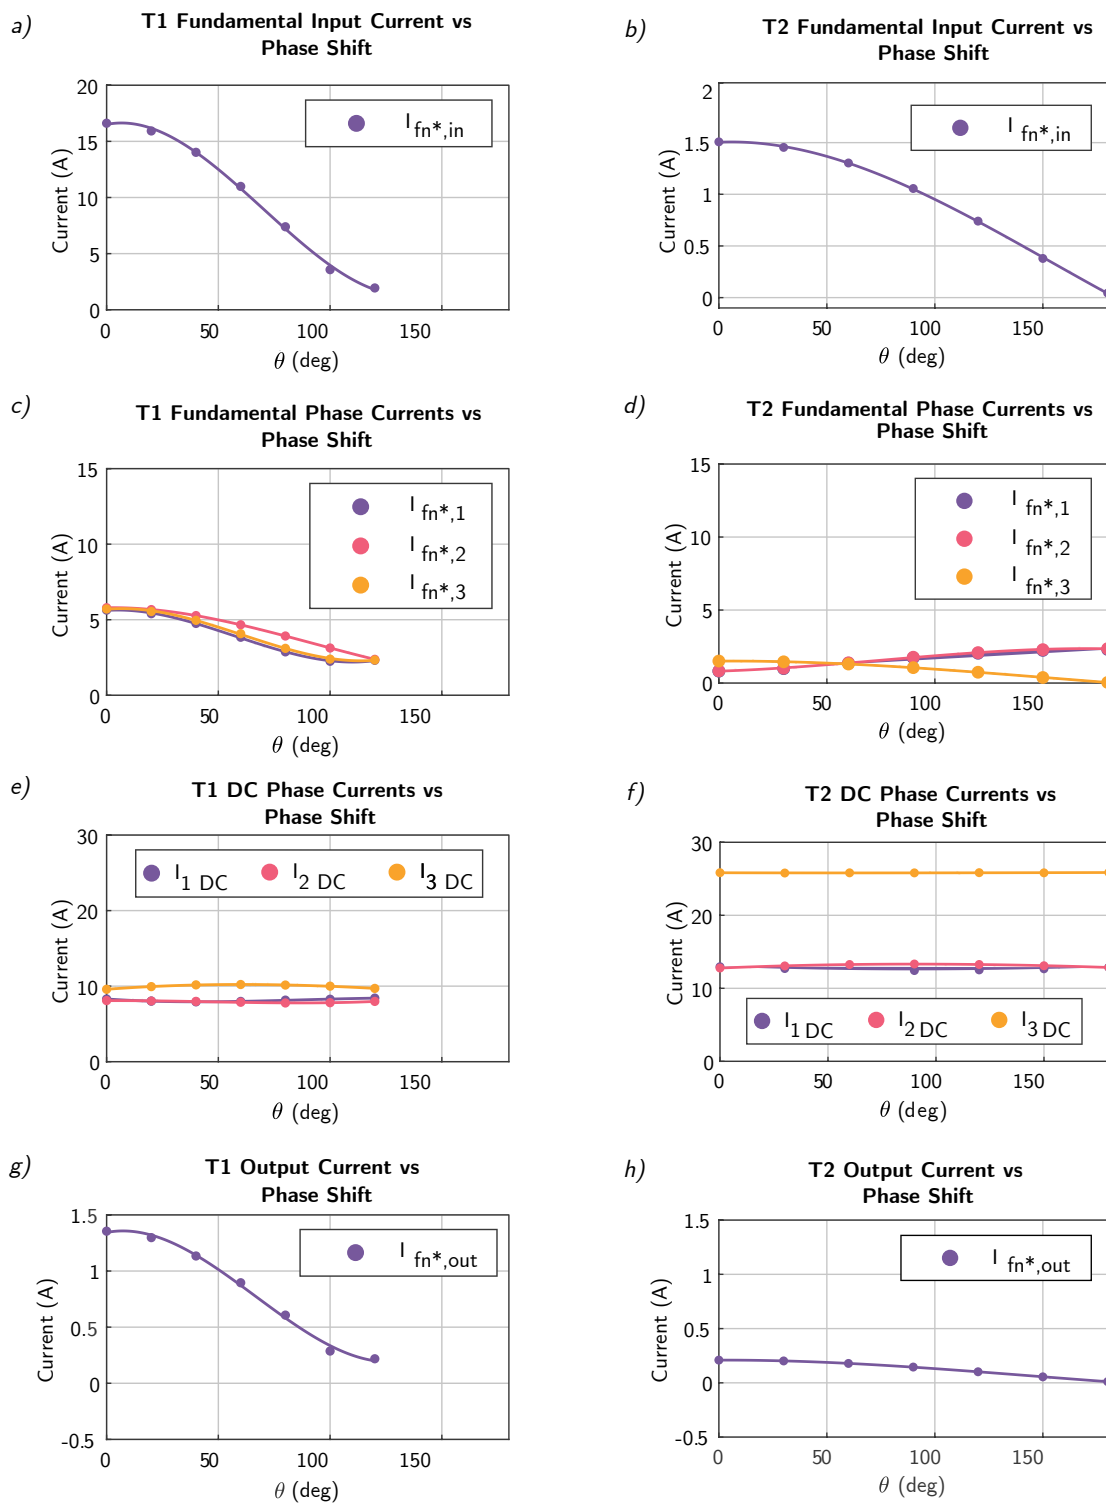 a)
T1 Fundamental Input Current vs
Phase Shift
20
15
10
5
0
Current (A)
I fn*,in
0
50
100
150
θ (deg)
b)
T2 Fundamental Input Current vs
Phase Shift
2
1.5
1
0.5
0
Current (A)
I fn*,in
0
50
100
150
θ (deg)
c)
T1 Fundamental Phase Currents vs
Phase Shift
15
10
5
0
Current (A)
I fn*,1
I fn*,2
I fn*,3
0
50
100
150
θ (deg)
d)
T2 Fundamental Phase Currents vs
Phase Shift
15
10
5
0
Current (A)
I fn*,1
I fn*,2
I fn*,3
0
50
100
150
θ (deg)
e)
T1 DC Phase Currents vs
Phase Shift
30
20
10
0
Current (A)
I1 DC I2 DC I3 DC
0
50
100
150
θ (deg)
f)
T2 DC Phase Currents vs
Phase Shift
30
20
10
0
Current (A)
I1 DC I2 DC I3 DC
0
50
100
150
θ (deg)
g)
T1 Output Current vs
Phase Shift
1.5
1
0.5
0
-0.5
Current (A)
I fn*,out
0
50
100
150
θ (deg)
h)
T2 Output Current vs
Phase Shift
1.5
1
0.5
0
-0.5
Current (A)
I fn*,out
0
50
100
150
θ (deg)